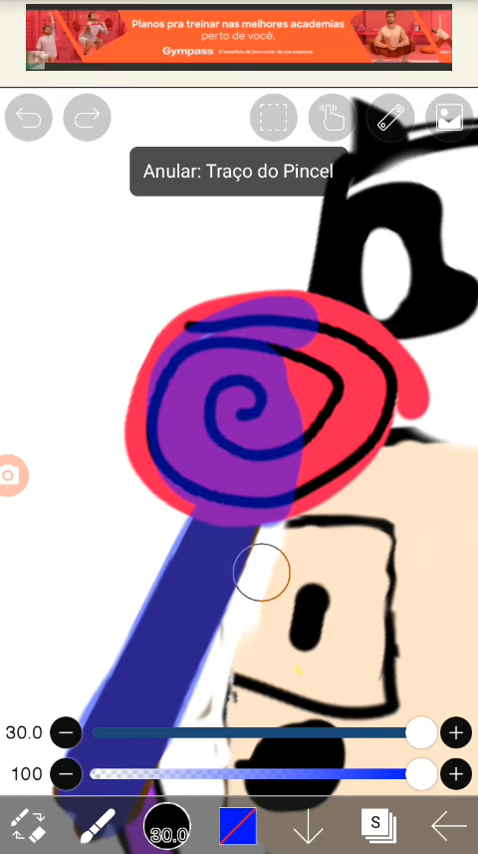 Planos pra treinar nas melhores academias
perto de você.
Gympass
Anular: Traço do Pincel
30.0
100
30.0
S